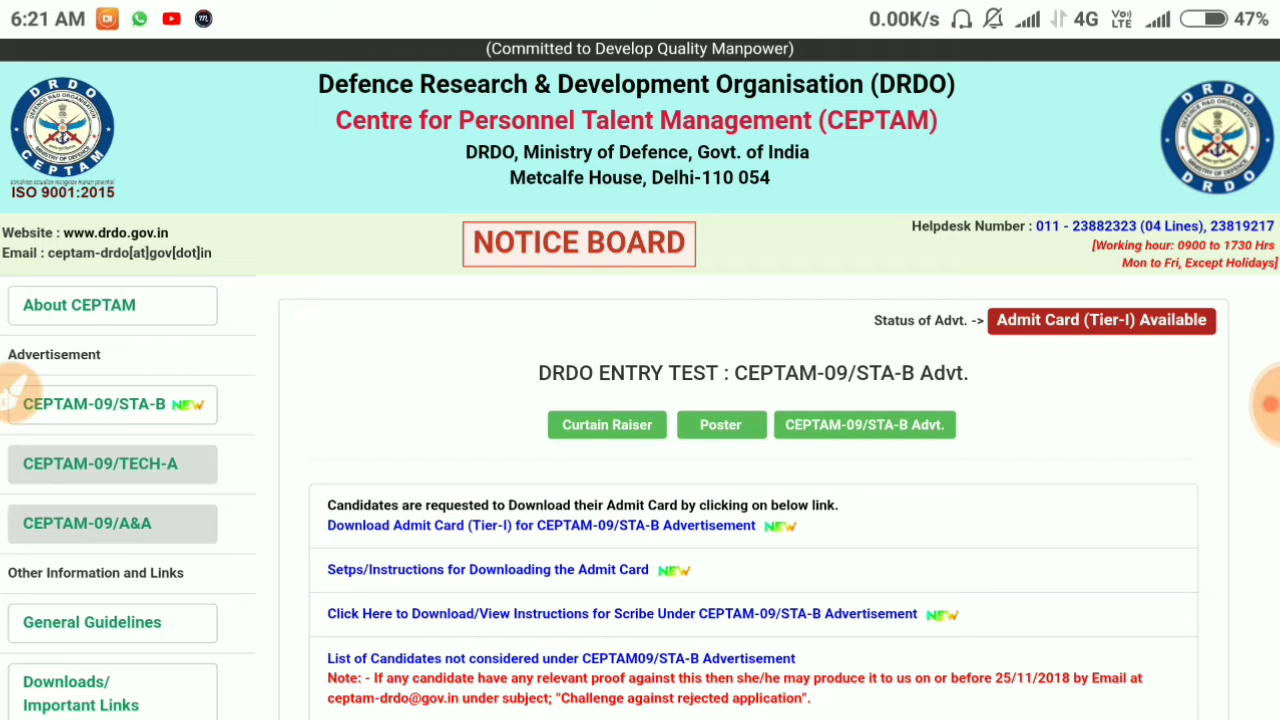 6:21 AM 0.00K/s 4G Vo) LTE 47%
(Committed to Develop Quality Manpower)
Defence Research & Development Organisation (DRDO)
Centre for Personnel Talent Management (CEPTAM)
DRDO, Ministry of Defence, Govt. of India
Metcalfe House, Delhi-110 054
DRDO
CEPTAM
ISO 9001:2015
DRDO
DRDO
Website : www.drdo.gov.in
Email : ceptam-drdo[at]gov[dot]in
NOTICE BOARD
Helpdesk Number : 011 - 23882323 (04 Lines), 23819217
[Working hour: 0900 to 1730 Hrs
Mon to Fri, Except Holidays]
About CEPTAM
Advertisement
CEPTAM-09/STA-B NEW
CEPTAM-09/TECH-A
CEPTAM-09/A&A
Other Information and Links
General Guidelines
Downloads/
Important Links
Status of Advt. -> Admit Card (Tier-I) Available
DRDO ENTRY TEST : CEPTAM-09/STA-B Advt.
Curtain Raiser Poster CEPTAM-09/STA-B Advt.
Candidates are requested to Download their Admit Card by clicking on below link.
Download Admit Card (Tier-I) for CEPTAM-09/STA-B Advertisement NEW
Setps/Instructions for Downloading the Admit Card NEW
Click Here to Download/View Instructions for Scribe Under CEPTAM-09/STA-B Advertisement NEW
List of Candidates not considered under CEPTAM09/STA-B Advertisement
Note: - If any candidate have any relevant proof against this then she/he may produce it to us on or before 25/11/2018 by Email at
ceptam-drdo@gov.in under subject; "Challenge against rejected application".